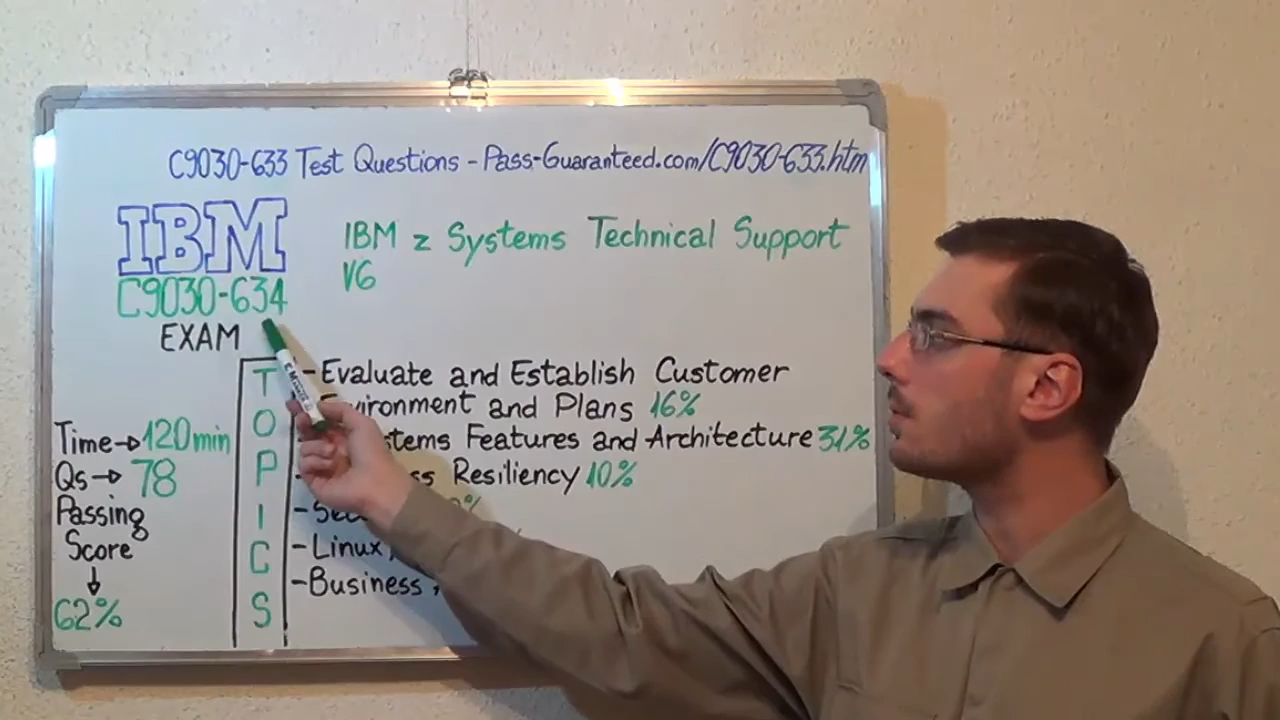 C9030-633 Test Questions - Pass-Guaranteed.com/C9030-633.htm
IBM
C9030-634
EXAM
IBM z Systems Technical Support
V6
TOPICS
-Evaluate and Establish Customer
and Plans 16%
Features and Architecture 31%
Resiliency 10%
-Linux,
-Business,
Time→120min
Qs→78
Passing
Score
↓
62%